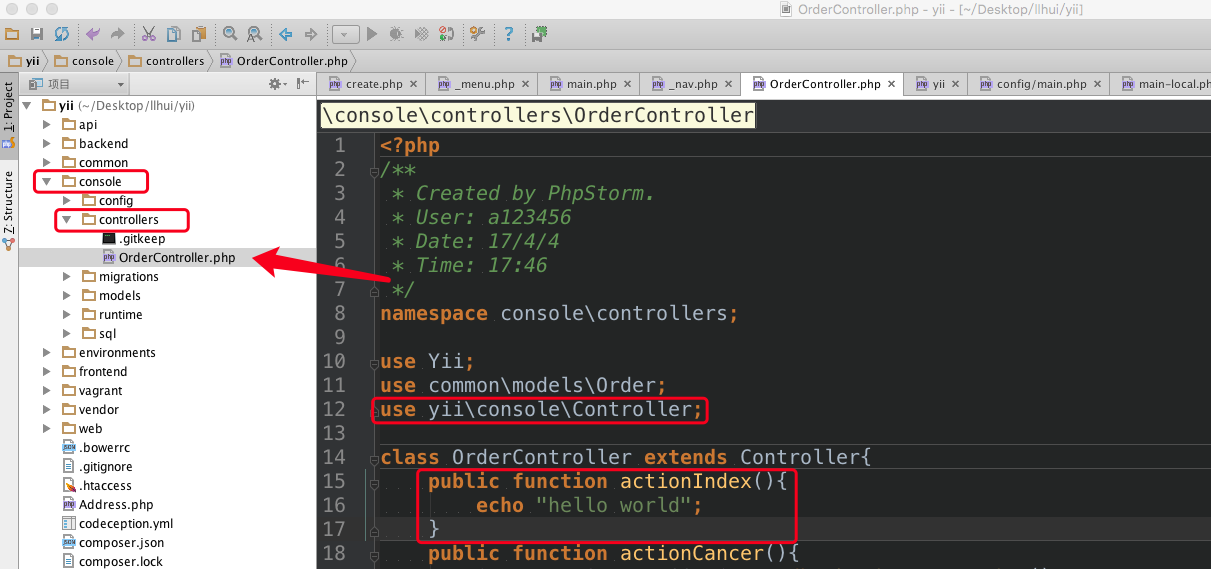 OrderController.php - yii - [~/Desktop/llhui/yii]
yii console controllers OrderController.php
项目
create.php _menu.php main.php _nav.php OrderController.php yii config/main.php main-local.p
1: Project
Z: Structure
yii (~/Desktop/llhui/yii)
api
backend
common
console
config
controllers
.gitkeep
OrderController.php
migrations
models
runtime
sql
environments
frontend
vagrant
vendor
web
.bowerrc
.gitignore
.htaccess
Address.php
codeception.yml
composer.json
composer.lock
\console\controllers\OrderController
1 <?php
2 /**
3 * Created by PhpStorm.
4 * User: a123456
5 * Date: 17/4/4
6 * Time: 17:46
7 */
8 namespace console\controllers;
9
10 use Yii;
11 use common\models\Order;
12 use yii\console\Controller;
13
14 class OrderController extends Controller{
15 public function actionIndex(){
16 echo "hello world";
17 }
18 public function actionCancer(){